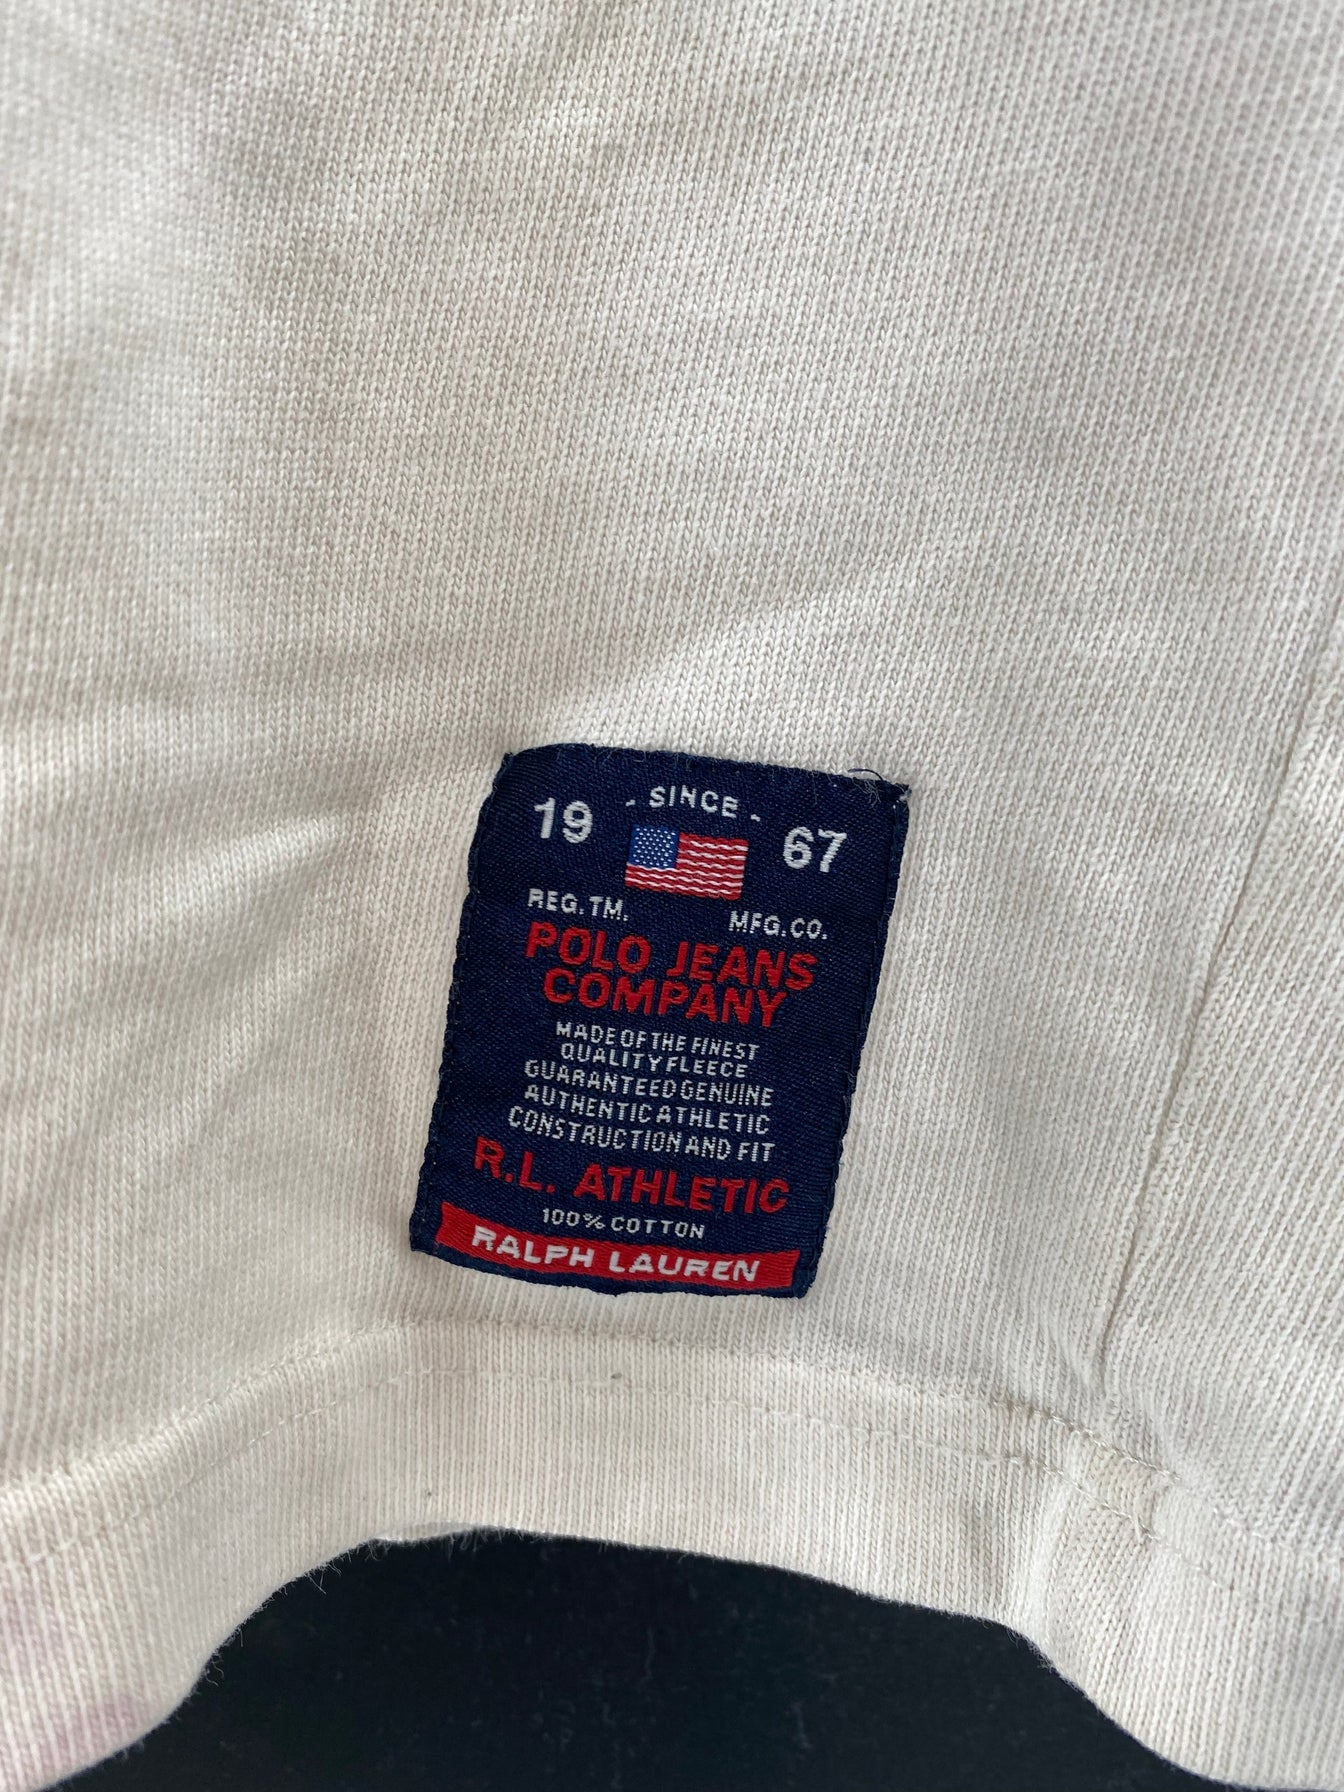 - SINCE -
19 67
REG. TM. MFG. CO.
POLO JEANS
COMPANY
MADE OF THE FINEST
QUALITY FLEECE
GUARANTEED GENUINE
AUTHENTIC ATHLETIC
CONSTRUCTION AND FIT
R.L. ATHLETIC
100% COTTON
RALPH LAUREN